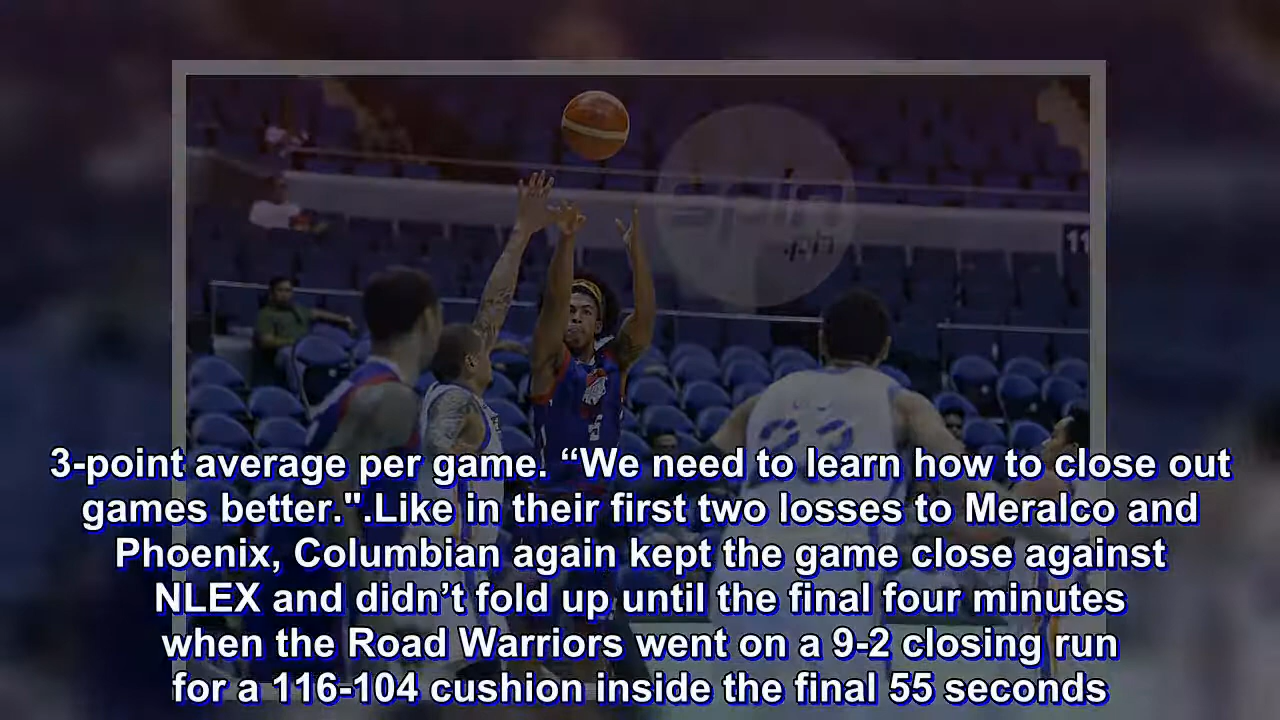 spin
.ph
11
3-point average per game. “We need to learn how to close out
games better.".Like in their first two losses to Meralco and
Phoenix, Columbian again kept the game close against
NLEX and didn’t fold up until the final four minutes
when the Road Warriors went on a 9-2 closing run
for a 116-104 cushion inside the final 55 seconds